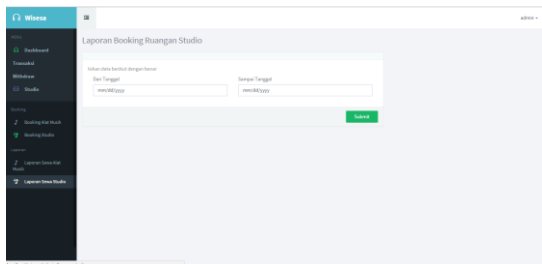 Wisess
admin
MENU
Dashboard
Transaksi
Withdraw
Studio
Booking
Booking Alat Musik
Booking Studio
Laporan
Laporan Sewa Alat
Musik
Laporan Sewa Studio
Laporan Booking Ruangan Studio
data berikut dengan benar
Dari Tanggal
Sampai Tanggal
mm/dd/yyyy
mm/dd/yyyy
Submit